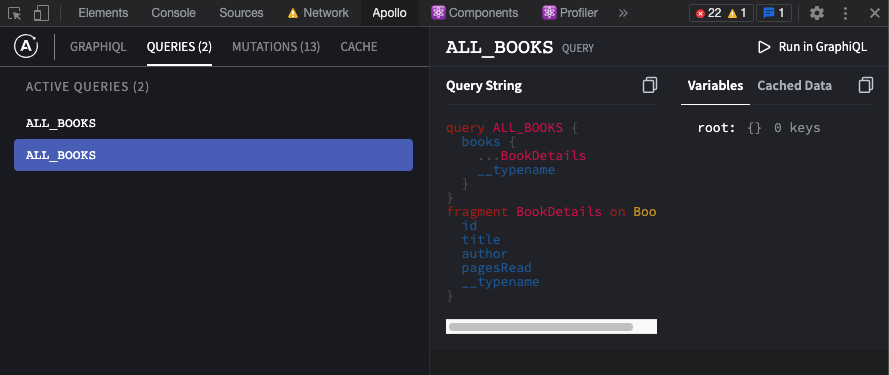 Elements Console Sources Network Apollo Components Profiler » 22 1 1
GRAPHIQL QUERIES (2) MUTATIONS (13) CACHE
ACTIVE QUERIES (2)
ALL_BOOKS
ALL_BOOKS
ALL_BOOKS QUERY Run in GraphiQL
Query String
query ALL_BOOKS {
books {
...BookDetails
__typename
}
}
fragment BookDetails on Boo
id
title
author
pagesRead
__typename
}
Variables Cached Data
root: {} 0 keys